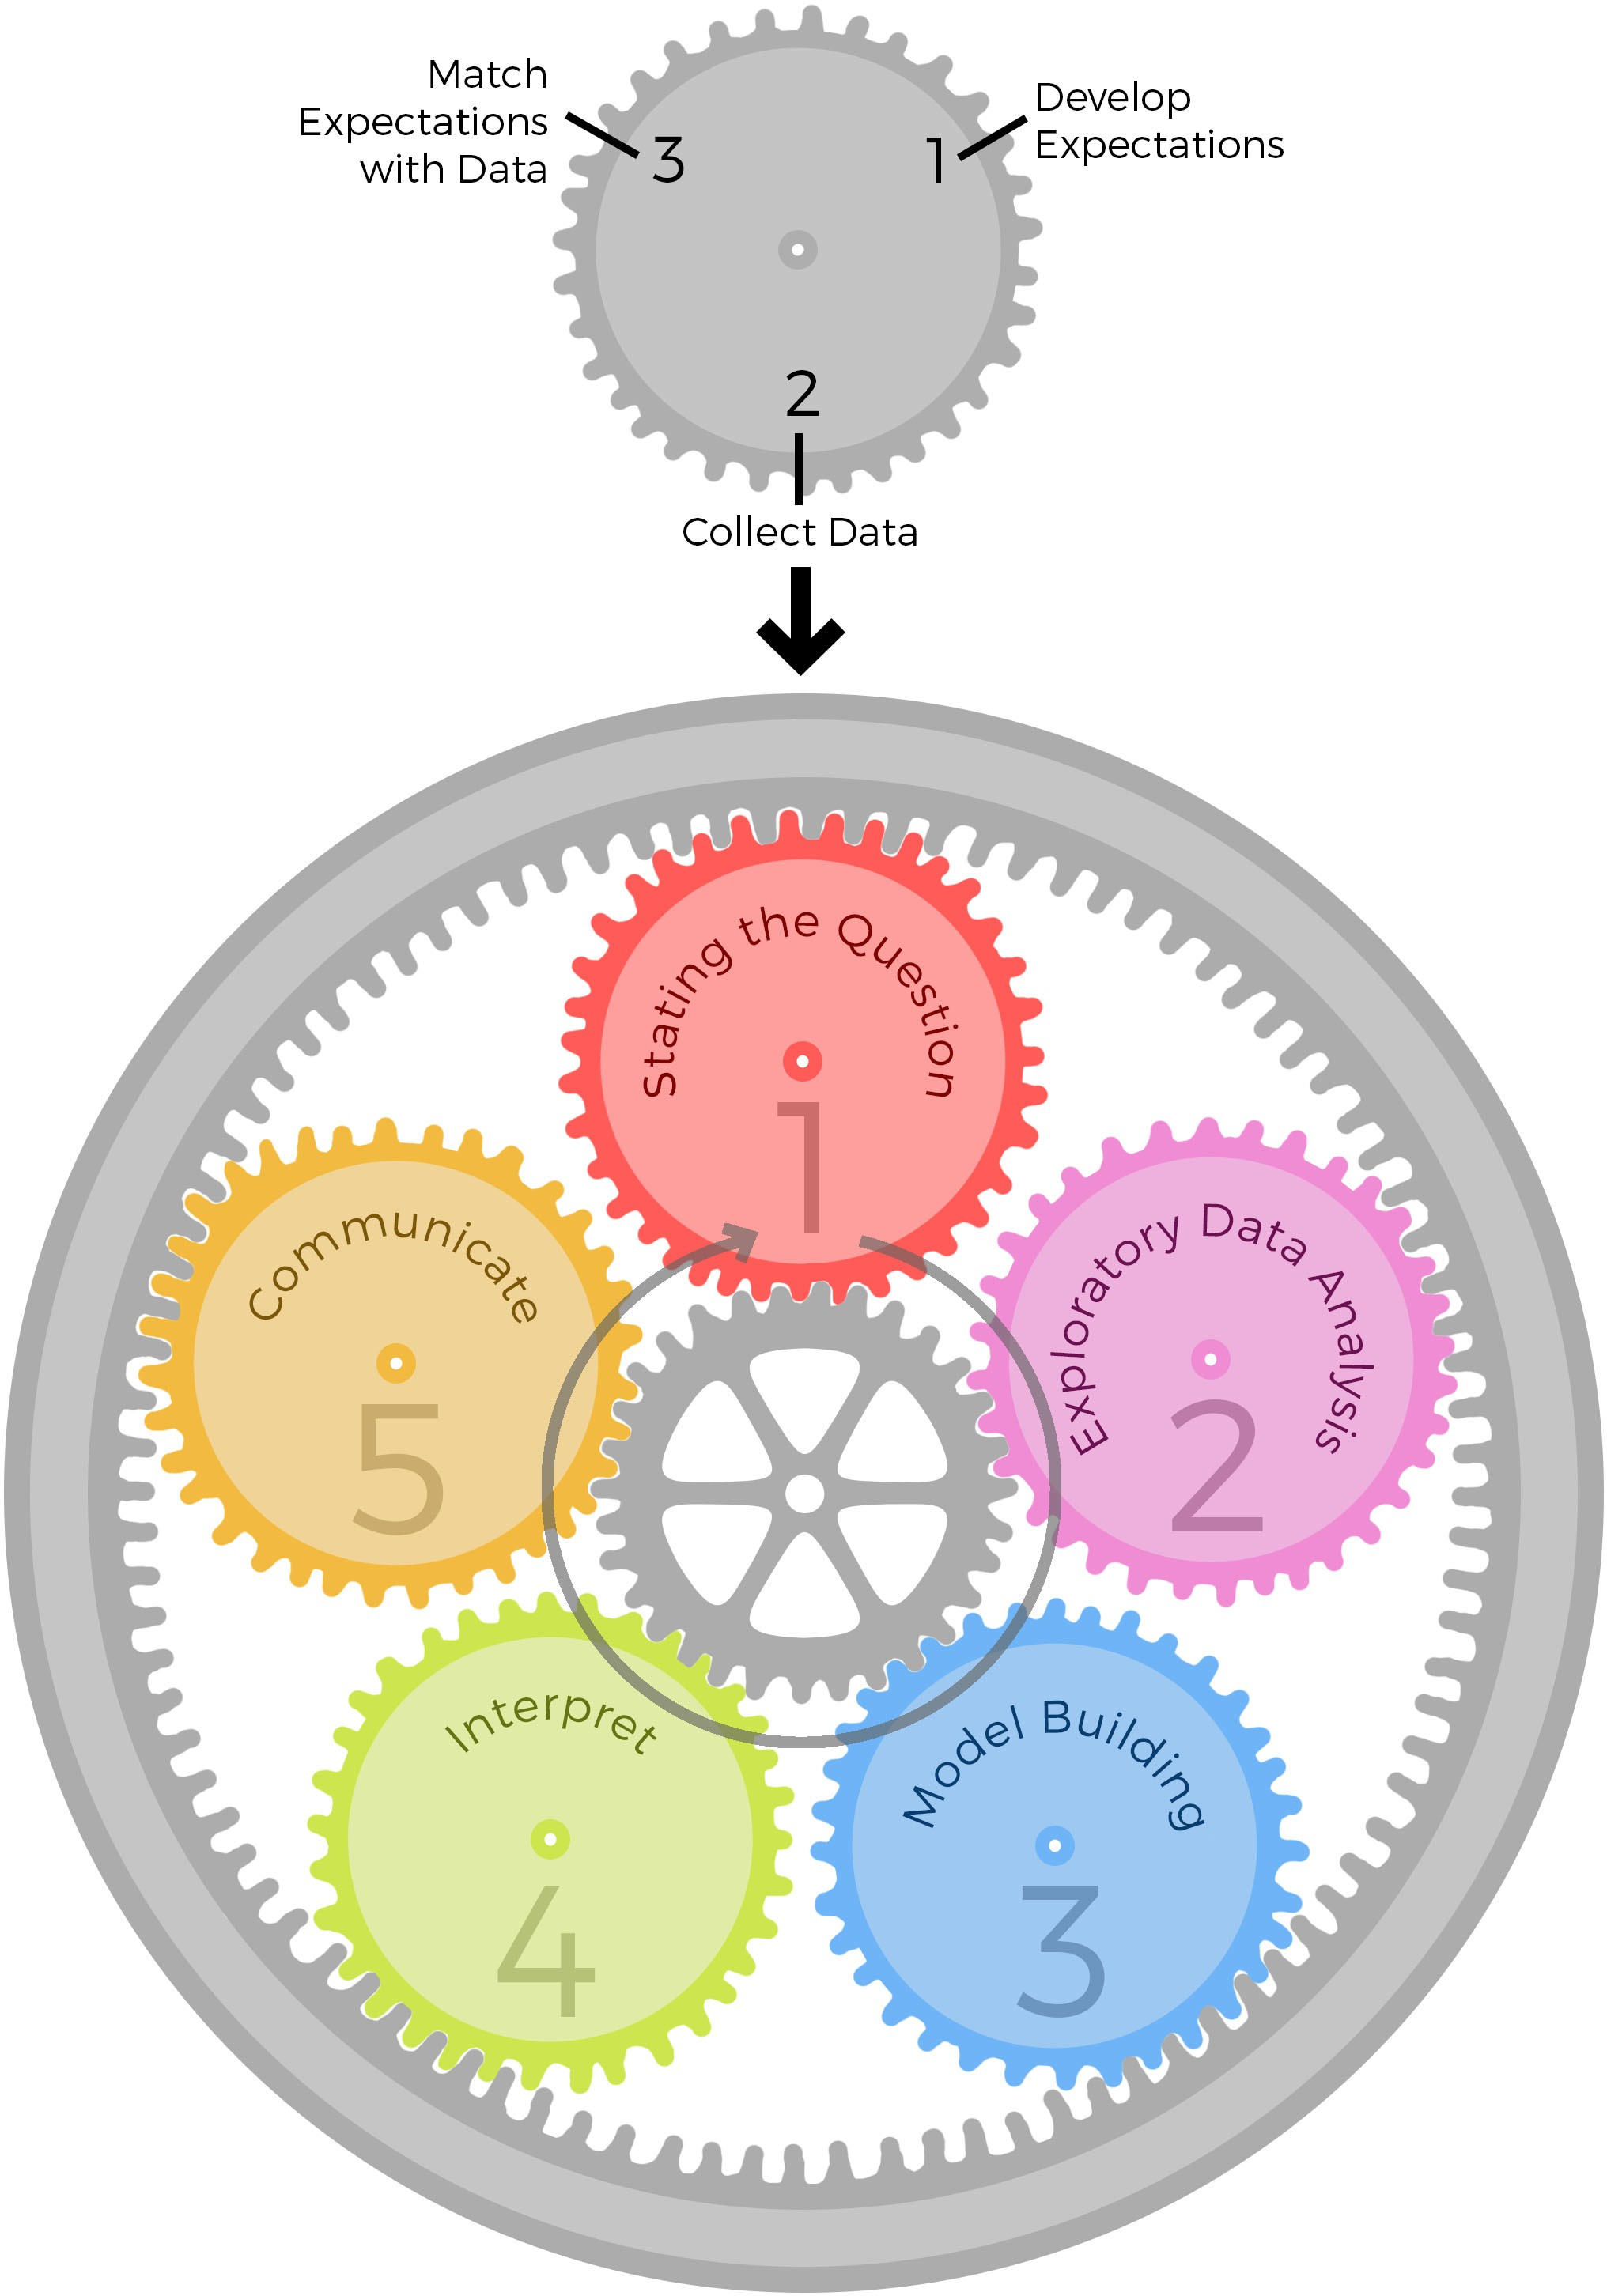 Match
Expectations
with Data
3
1
Develop
Expectations
2
Collect Data
Stating the Question
1
Exploratory Data Analysis
2
Model Building
3
Interpret
4
Communicate
5